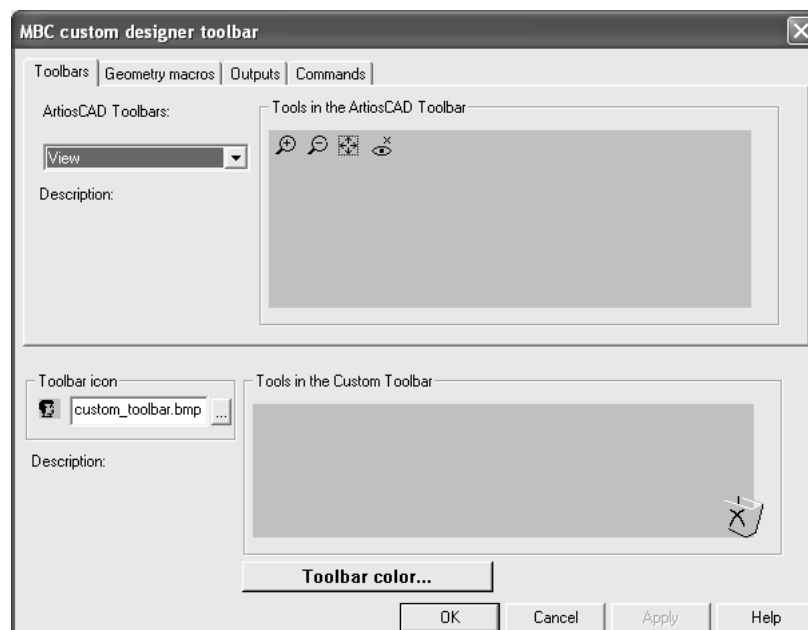 MBC custom designer toolbar
Toolbars Geometry macros Outputs Commands
ArtiosCAD Toolbars:
Tools in the ArtiosCAD Toolbar
View
Description:
Toolbar icon
Tools in the Custom Toolbar
custom_toolbar.bmp ...
Description:
Toolbar color...
OK Cancel Apply Help